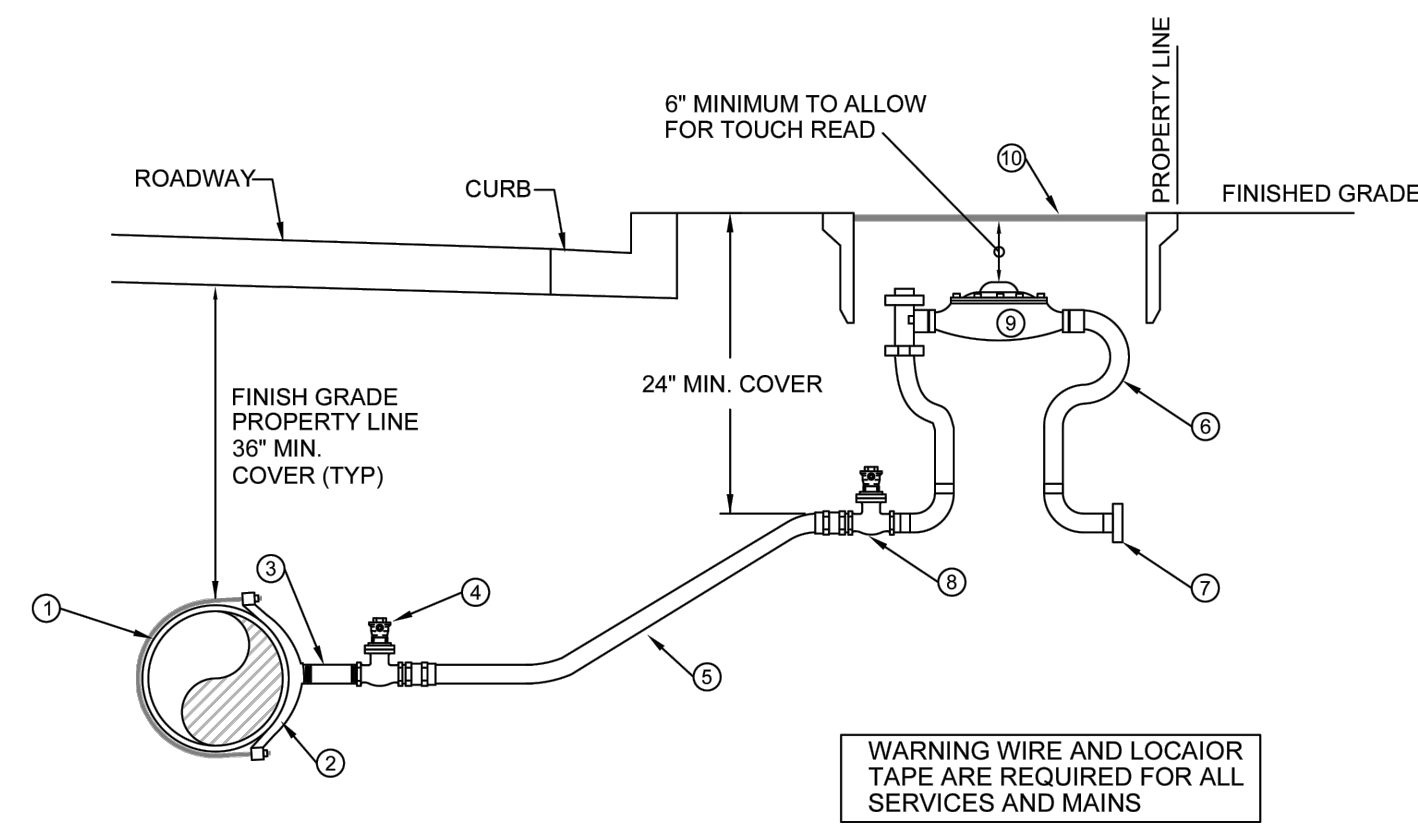 PROPERTY LINE
6" MINIMUM TO ALLOW
FOR TOUCH READ
10
ROADWAY
CURB
FINISHED GRADE
9
24" MIN. COVER
FINISH GRADE
PROPERTY LINE
36" MIN.
COVER (TYP)
6
3
4
8
7
1
5
2
WARNING WIRE AND LOCAIOR
TAPE ARE REQUIRED FOR ALL
SERVICES AND MAINS